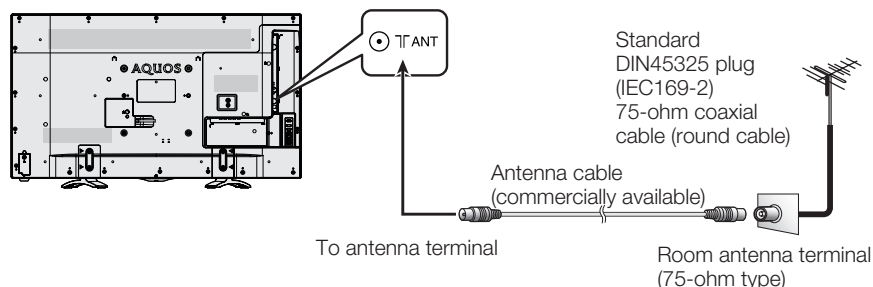 AQUOS
ANT
Standard
DIN45325 plug
(IEC169-2)
75-ohm coaxial
cable (round cable)
Antenna cable
(commercially available)
To antenna terminal
Room antenna terminal
(75-ohm type)